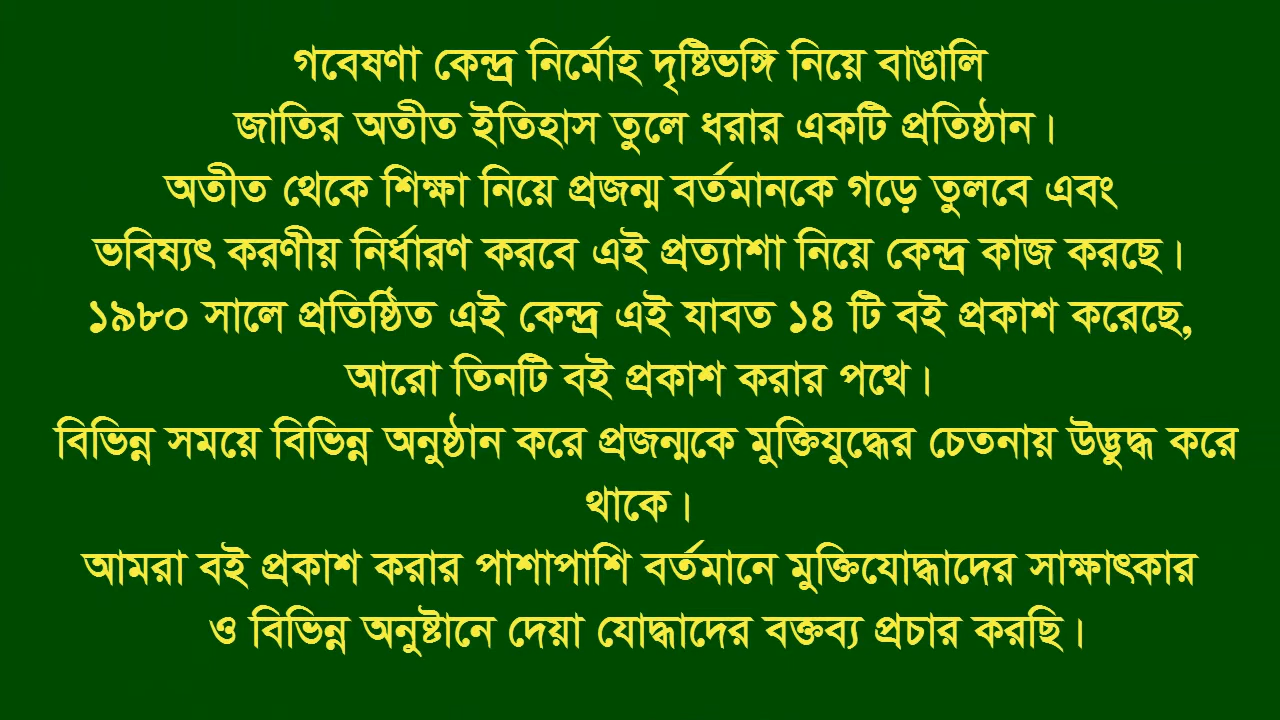 গবেষণা কেন্দ্র নির্মোহ দৃষ্টিভঙ্গি নিয়ে বাঙালি
জাতির অতীত ইতিহাস তুলে ধরার একটি প্রতিষ্ঠান।
অতীত থেকে শিক্ষা নিয়ে প্রজন্ম বর্তমানকে গড়ে তুলবে এবং
ভবিষ্যৎ করণীয় নির্ধারণ করবে এই প্রত্যাশা নিয়ে কেন্দ্র কাজ করছে।
১৯৮০ সালে প্রতিষ্ঠিত এই কেন্দ্র এই যাবত ১৪ টি বই প্রকাশ করেছে,
আরো তিনটি বই প্রকাশ করার পথে।
বিভিন্ন সময়ে বিভিন্ন অনুষ্ঠান করে প্রজন্মকে মুক্তিযুদ্ধের চেতনায় উদ্ভুদ্ধ করে
থাকে।
আমরা বই প্রকাশ করার পাশাপাশি বর্তমানে মুক্তিযোদ্ধাদের সাক্ষাৎকার
ও বিভিন্ন অনুষ্টানে দেয়া যোদ্ধাদের বক্তব্য প্রচার করছি।